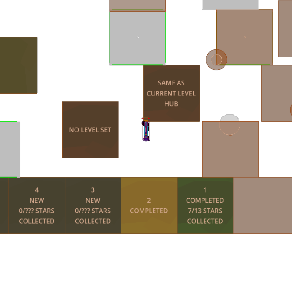 SAME AS
CURRENT LEVEL
HUB
NO LEVEL SET
4
NEW
0/??? STARS
COLLECTED
3
NEW
0/??? STARS
COLLECTED
2
COMPLETED
1
COMPLETED
7/13 STARS
COLLECTED